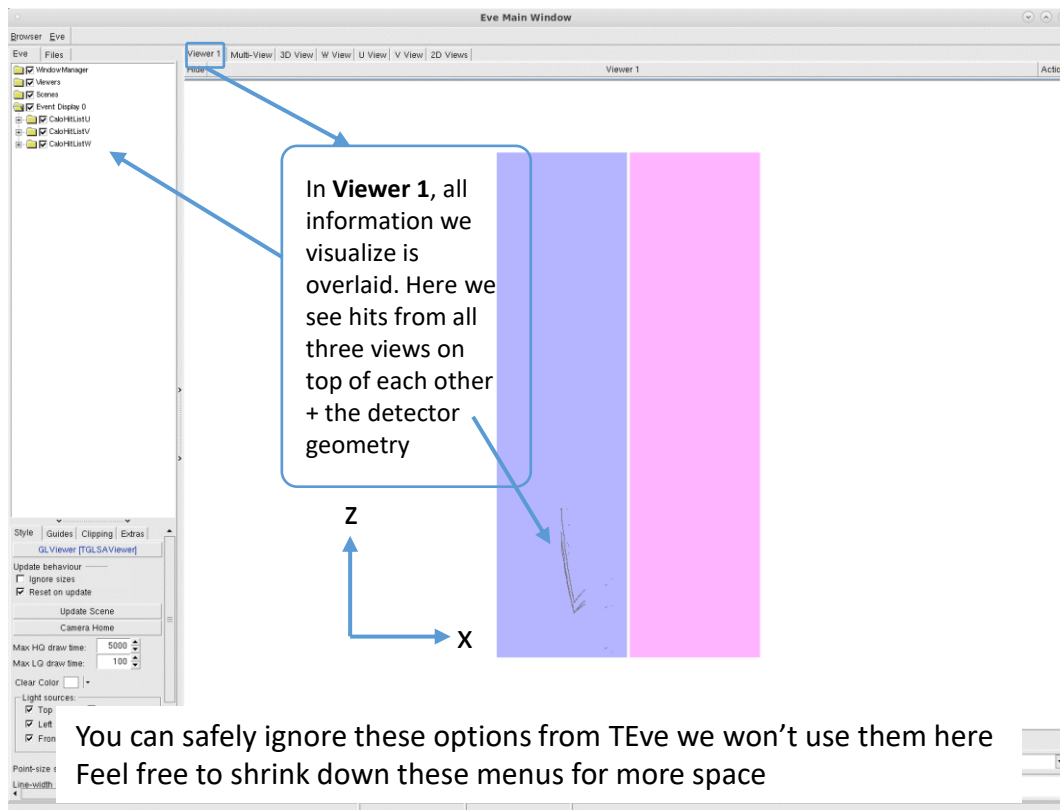 Eve Main Window
Browser Eve
Eve Files
Viewer 1 Multi-View 3D View W View U View V View 2D Views
Hide Viewer 1 Actio
WindowManager
Viewers
Scenes
Event Display 0
CaloHitListU
CaloHitListV
CaloHitListW
In Viewer 1, all
information we
visualize is
overlaid. Here we
see hits from all
three views on
top of each other
+ the detector
geometry
Z
X
Style Guides Clipping Extras
GLViewer [TGLSAViewer]
Update behaviour
Ignore sizes
Reset on update
Update Scene
Camera Home
Max HQ draw time: 5000
Max LQ draw time: 100
Clear Color
Light sources:
Top
Left
Fron
Point-size s
Line-width
You can safely ignore these options from TEve we won’t use them here
Feel free to shrink down these menus for more space